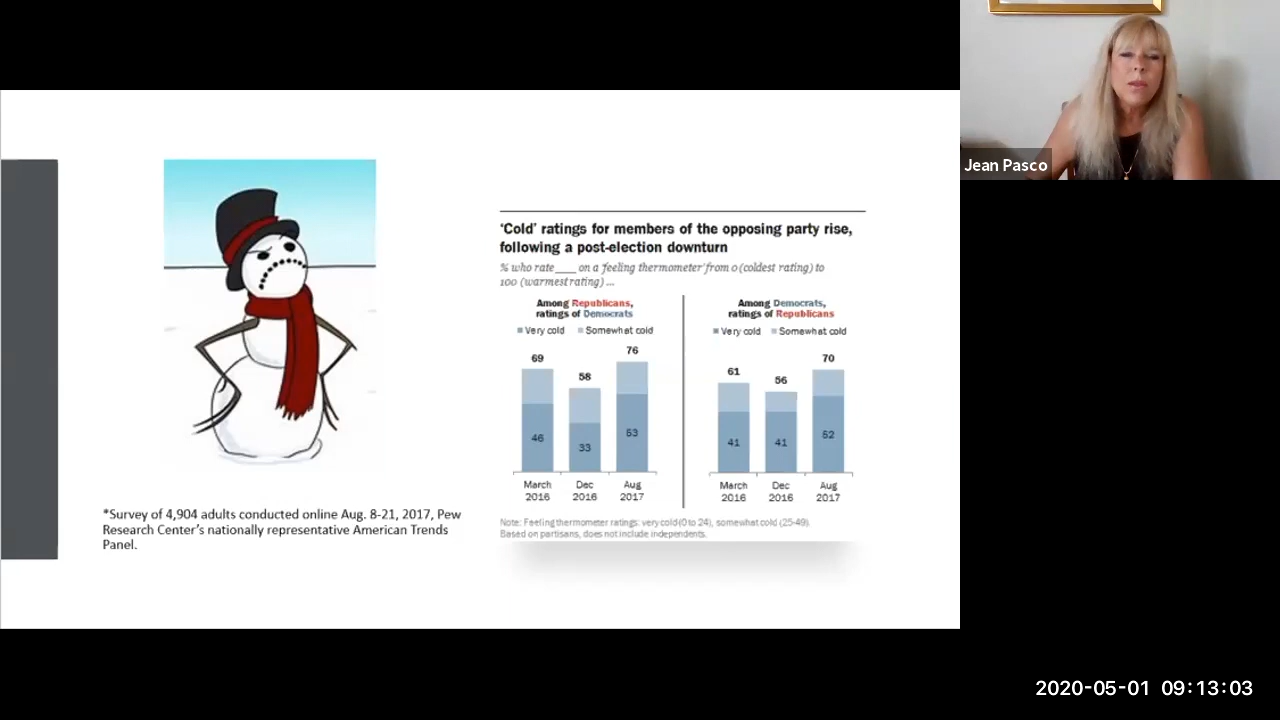 Jean Pasco
'Cold' ratings for members of the opposing party rise,
following a post-election downturn
% who rate ___ on a 'feeling thermometer' from 0 (coldest rating) to
100 (warmest rating) ...
Among Republicans,
ratings of Democrats
Very cold Somewhat cold
69
58
76
46
33
53
March
2016
Dec
2016
Aug
2017
Among Democrats,
ratings of Republicans
Very cold Somewhat cold
61
56
70
41
41
52
March
2016
Dec
2016
Aug
2017
Note: Feeling thermometer ratings: very cold (0 to 24), somewhat cold (25-49).
Based on partisans, does not include independents.
*Survey of 4,904 adults conducted online Aug. 8-21, 2017, Pew
Research Center's nationally representative American Trends
Panel.
2020-05-01 09:13:03